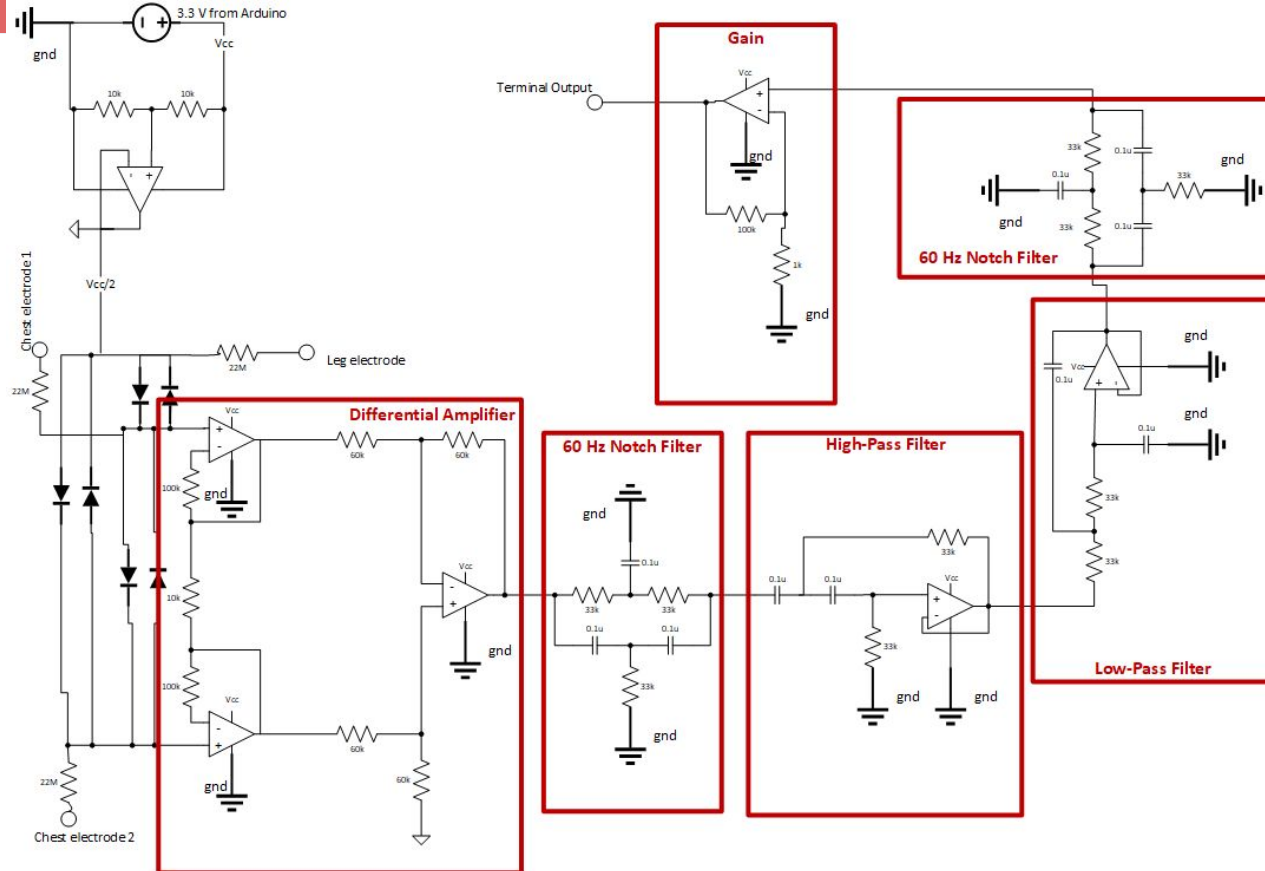 3.3 V from Arduino
gnd
Vcc
10k
10k
Vcc/2
Chest electrode 1
22M
22M
Leg electrode
Differential Amplifier
Vcc
+
-
100k
gnd
60k
60k
10k
Vcc
-
+
gnd
100k
Vcc
-
+
gnd
60k
60k
22M
Chest electrode 2
60 Hz Notch Filter
gnd
0.1u
33k
33k
0.1u
0.1u
33k
gnd
High-Pass Filter
33k
0.1u
0.1u
Vcc
+
-
33k
gnd
gnd
Low-Pass Filter
gnd
Vcc
0.1u
+
-
gnd
0.1u
33k
33k
60 Hz Notch Filter
33k
0.1u
0.1u
gnd
33k
gnd
33k
0.1u
Gain
Terminal Output
Vcc
+
-
gnd
100k
1k
gnd